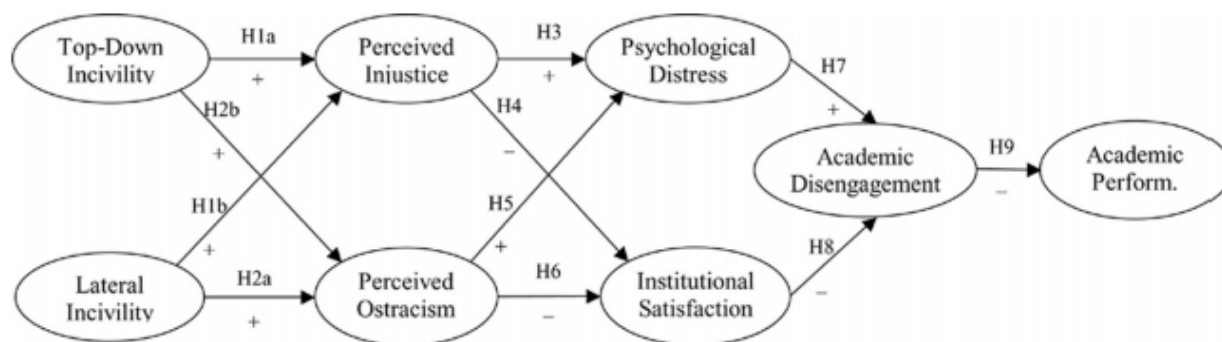 Top-Down
Incivility
H1a
+
Perceived
Injustice
H3
+
Psychological
Distress
H7
+
H2b
+
H4
–
Academic
Disengagement
H9
–
Academic
Perform.
H1b
+
H5
+
H8
–
Lateral
Incivility
H2a
+
Perceived
Ostracism
H6
–
Institutional
Satisfaction